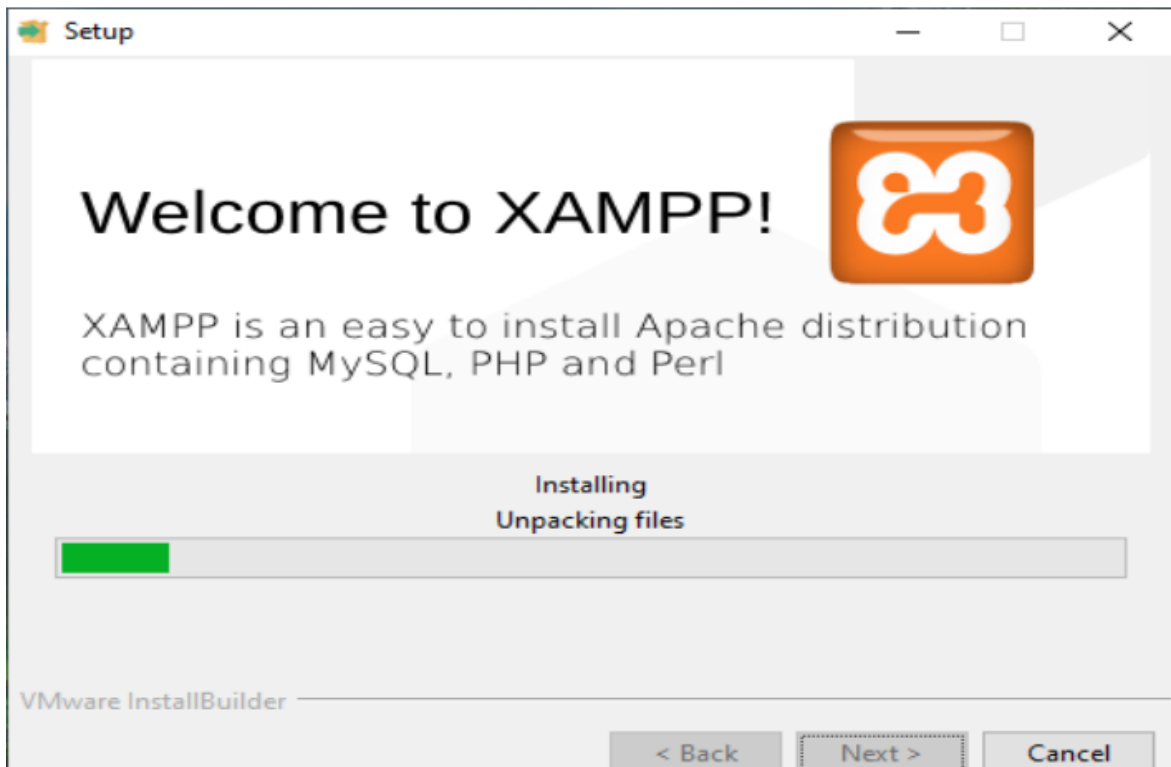 Setup
Welcome to XAMPP!
XAMPP is an easy to install Apache distribution
containing MySQL, PHP and Perl
Installing
Unpacking files
VMware InstallBuilder
< Back
Next >
Cancel